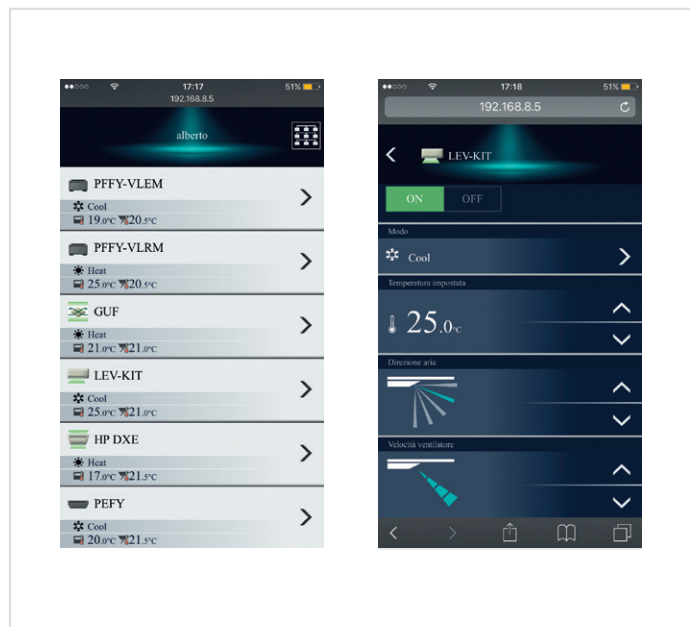 17:17
51%
192.168.8.5
alberto
PFFY-VLEM
Cool
19.0°C 20.5°C
PFFY-VLRM
Heat
25.0°C 20.5°C
GUF
Heat
21.0°C 21.0°C
LEV-KIT
Cool
25.0°C 21.0°C
HP DXE
Heat
17.0°C 21.5°C
PEFY
Cool
20.0°C 21.5°C
17:18
51%
192.168.8.5
LEV-KIT
ON OFF
Modo
Cool
Temperatura impostata
25.0°C
Direzione aria
Velocità ventilatore